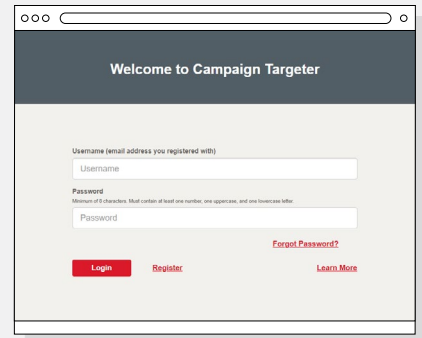 Welcome to Campaign Targeter
Username (email address you registered with)
Username
Password
Minimum of 8 characters. Must contain at least one number, one uppercase, and one lowercase letter.
Password
Forgot Password?
Login Register Learn More